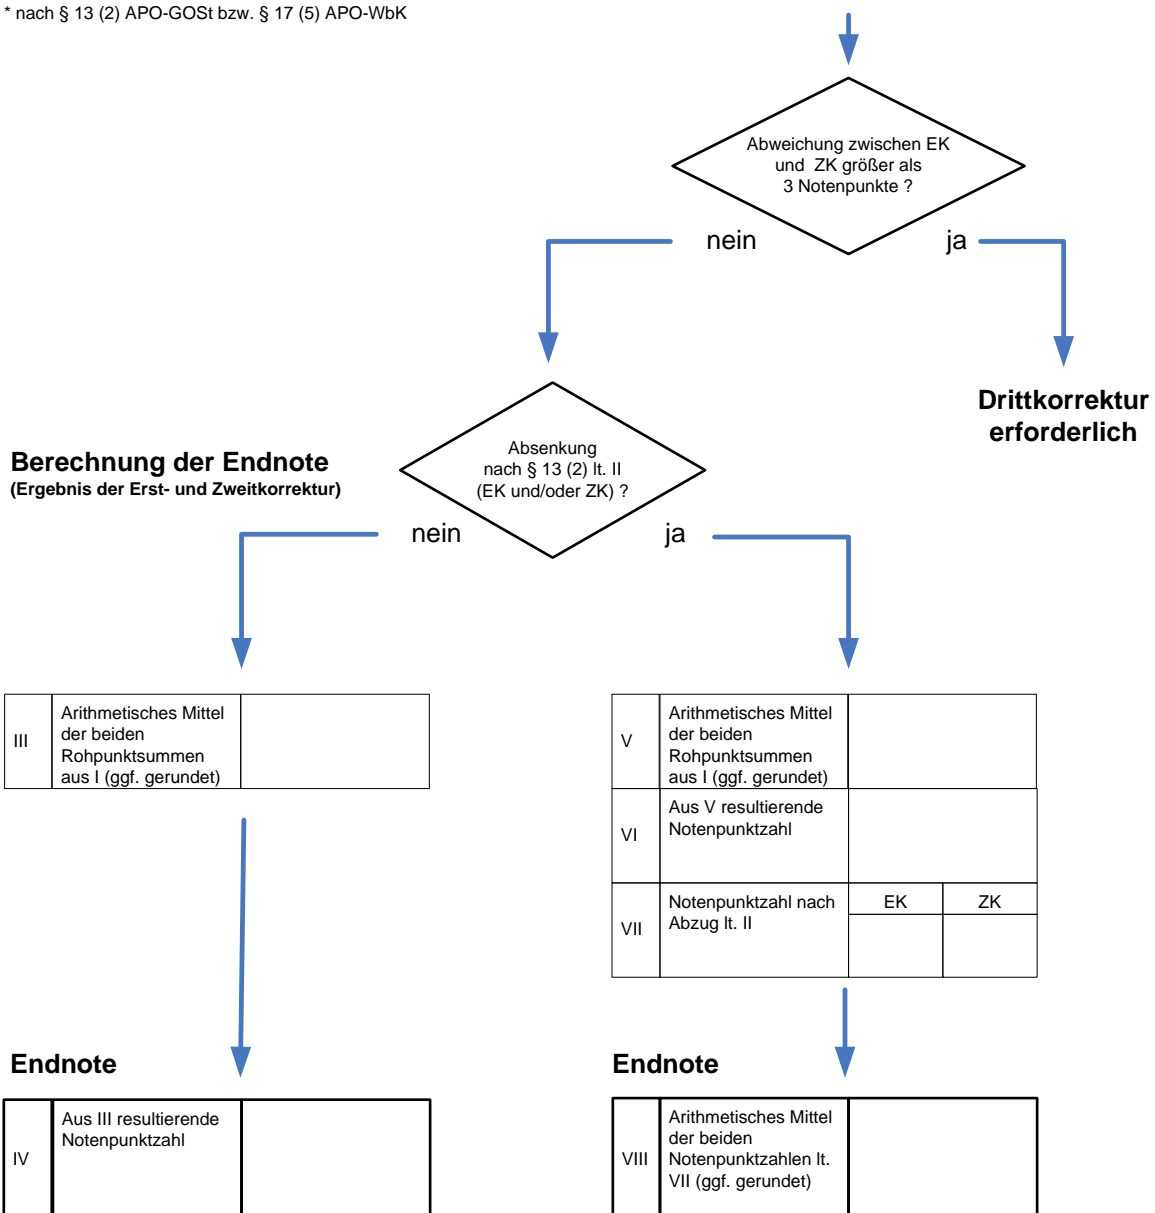 * nach § 13 (2) APO-GOSt bzw. § 17 (5) APO-WbK
Abweichung zwischen EK
und ZK größer als
3 Notenpunkte ?
nein
ja
Drittkorrektur
erforderlich
Berechnung der Endnote
(Ergebnis der Erst- und Zweitkorrektur)
Absenkung
nach § 13 (2) lt. II
(EK und/oder ZK) ?
nein
ja
III
Arithmetisches Mittel
der beiden
Rohpunktsummen
aus I (ggf. gerundet)
V
Arithmetisches Mittel
der beiden
Rohpunktsummen
aus I (ggf. gerundet)
VI
Aus V resultierende
Notenpunktzahl
VII
Notenpunktzahl nach
Abzug lt. II
EK
ZK
Endnote
IV
Aus III resultierende
Notenpunktzahl
Endnote
VIII
Arithmetisches Mittel
der beiden
Notenpunktzahlen lt.
VII (ggf. gerundet)